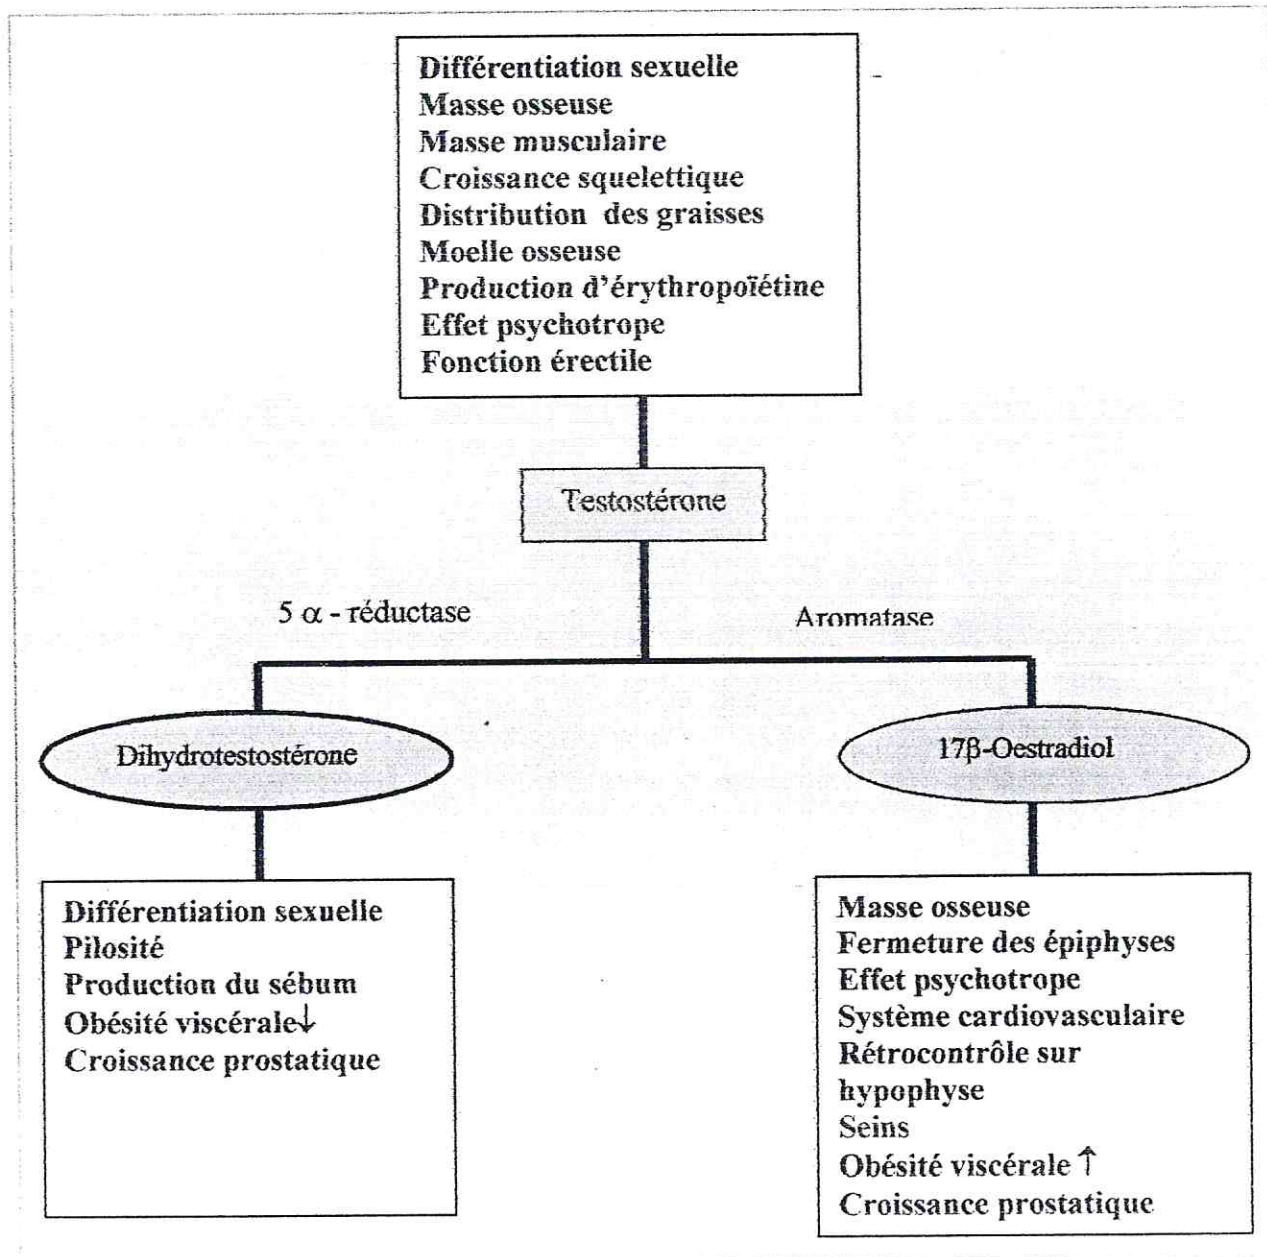 Différentiation sexuelle
Masse osseuse
Masse musculaire
Croissance squelettique
Distribution des graisses
Moelle osseuse
Production d'érythropoïétine
Effet psychotrope
Fonction érectile
Testostérone
5 α - réductase
Aromatase
Dihydrotestostérone
17β-Oestradiol
Différentiation sexuelle
Pilosité
Production du sébum
Obésité viscérale↓
Croissance prostatique
Masse osseuse
Fermeture des épiphyses
Effet psychotrope
Système cardiovasculaire
Rétrocontrôle sur
hypophyse
Seins
Obésité viscérale ↑
Croissance prostatique